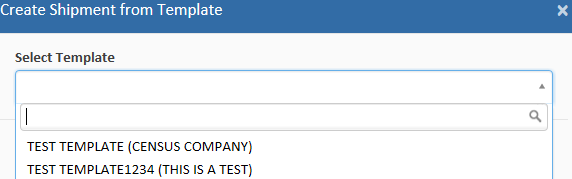 Create Shipment from Template
Select Template
TEST TEMPLATE (CENSUS COMPANY)
TEST TEMPLATE1234 (THIS IS A TEST)